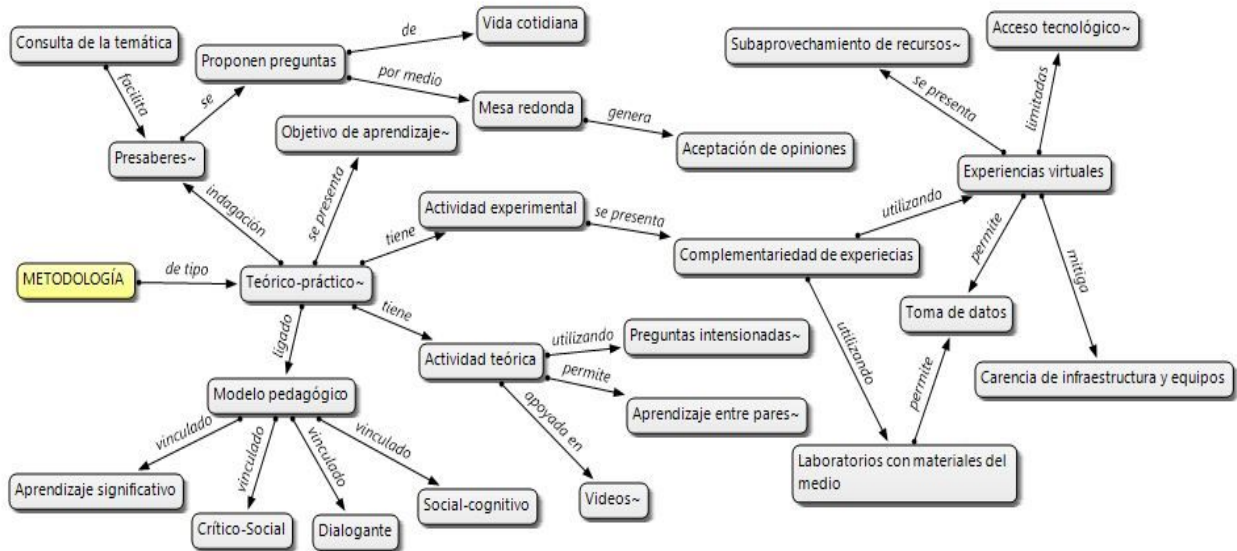 Consulta de la temática
facilita
Presaberes~
se
Proponen preguntas
de
Vida cotidiana
por medio
Mesa redonda
genera
Aceptación de opiniones
Objetivo de aprendizaje~
se presenta
indagación
METODOLOGÍA
de tipo
Teórico-práctico~
tiene
Actividad experimental
se presenta
Complementariedad de experiecias
utilizando
Experiencias virtuales
se presenta
Subaprovechamiento de recursos~
limitadas
Acceso tecnológico~
permite
Toma de datos
mitiga
Carencia de infraestructura y equipos
utilizando
Laboratorios con materiales del
medio
permite
tiene
Actividad teórica
utilizando
Preguntas intensionadas~
permite
Aprendizaje entre pares~
apoyada en
Videos~
ligado
Modelo pedagógico
vinculado
Aprendizaje significativo
vinculado
Crítico-Social
vinculado
Dialogante
vinculado
Social-cognitivo